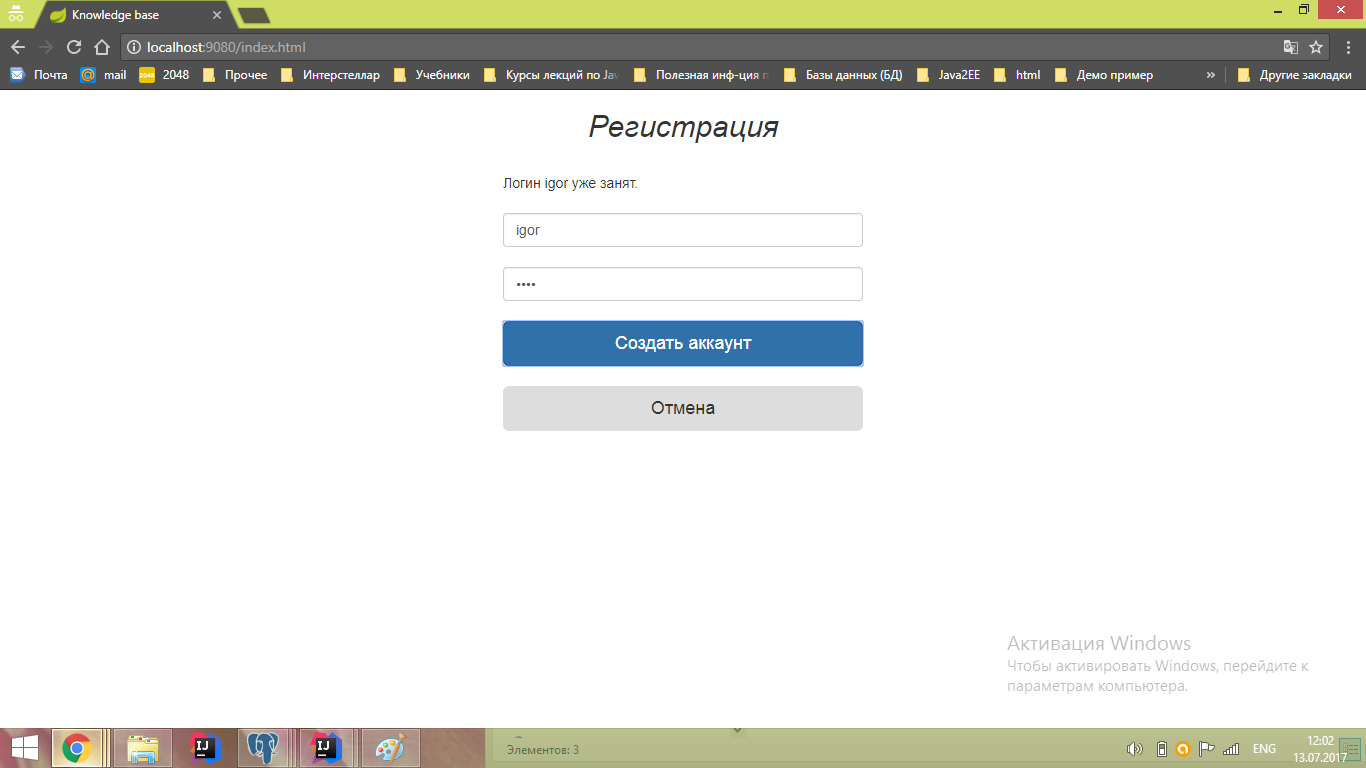 Knowledge base
localhost:9080/index.html
Почта mail 2048 2048 Прочее Интерстеллар Учебники Курсы лекций по Jav Полезная инф-ция п Базы данных (БД) Java2EE html Демо пример » Другие закладки
Регистрация
Логин igor уже занят.
igor
••••
Создать аккаунт
Отмена
Активация Windows
Чтобы активировать Windows, перейдите к
параметрам компьютера.
IJ IJ Элементов: 3 ENG 12:02
13.07.2017